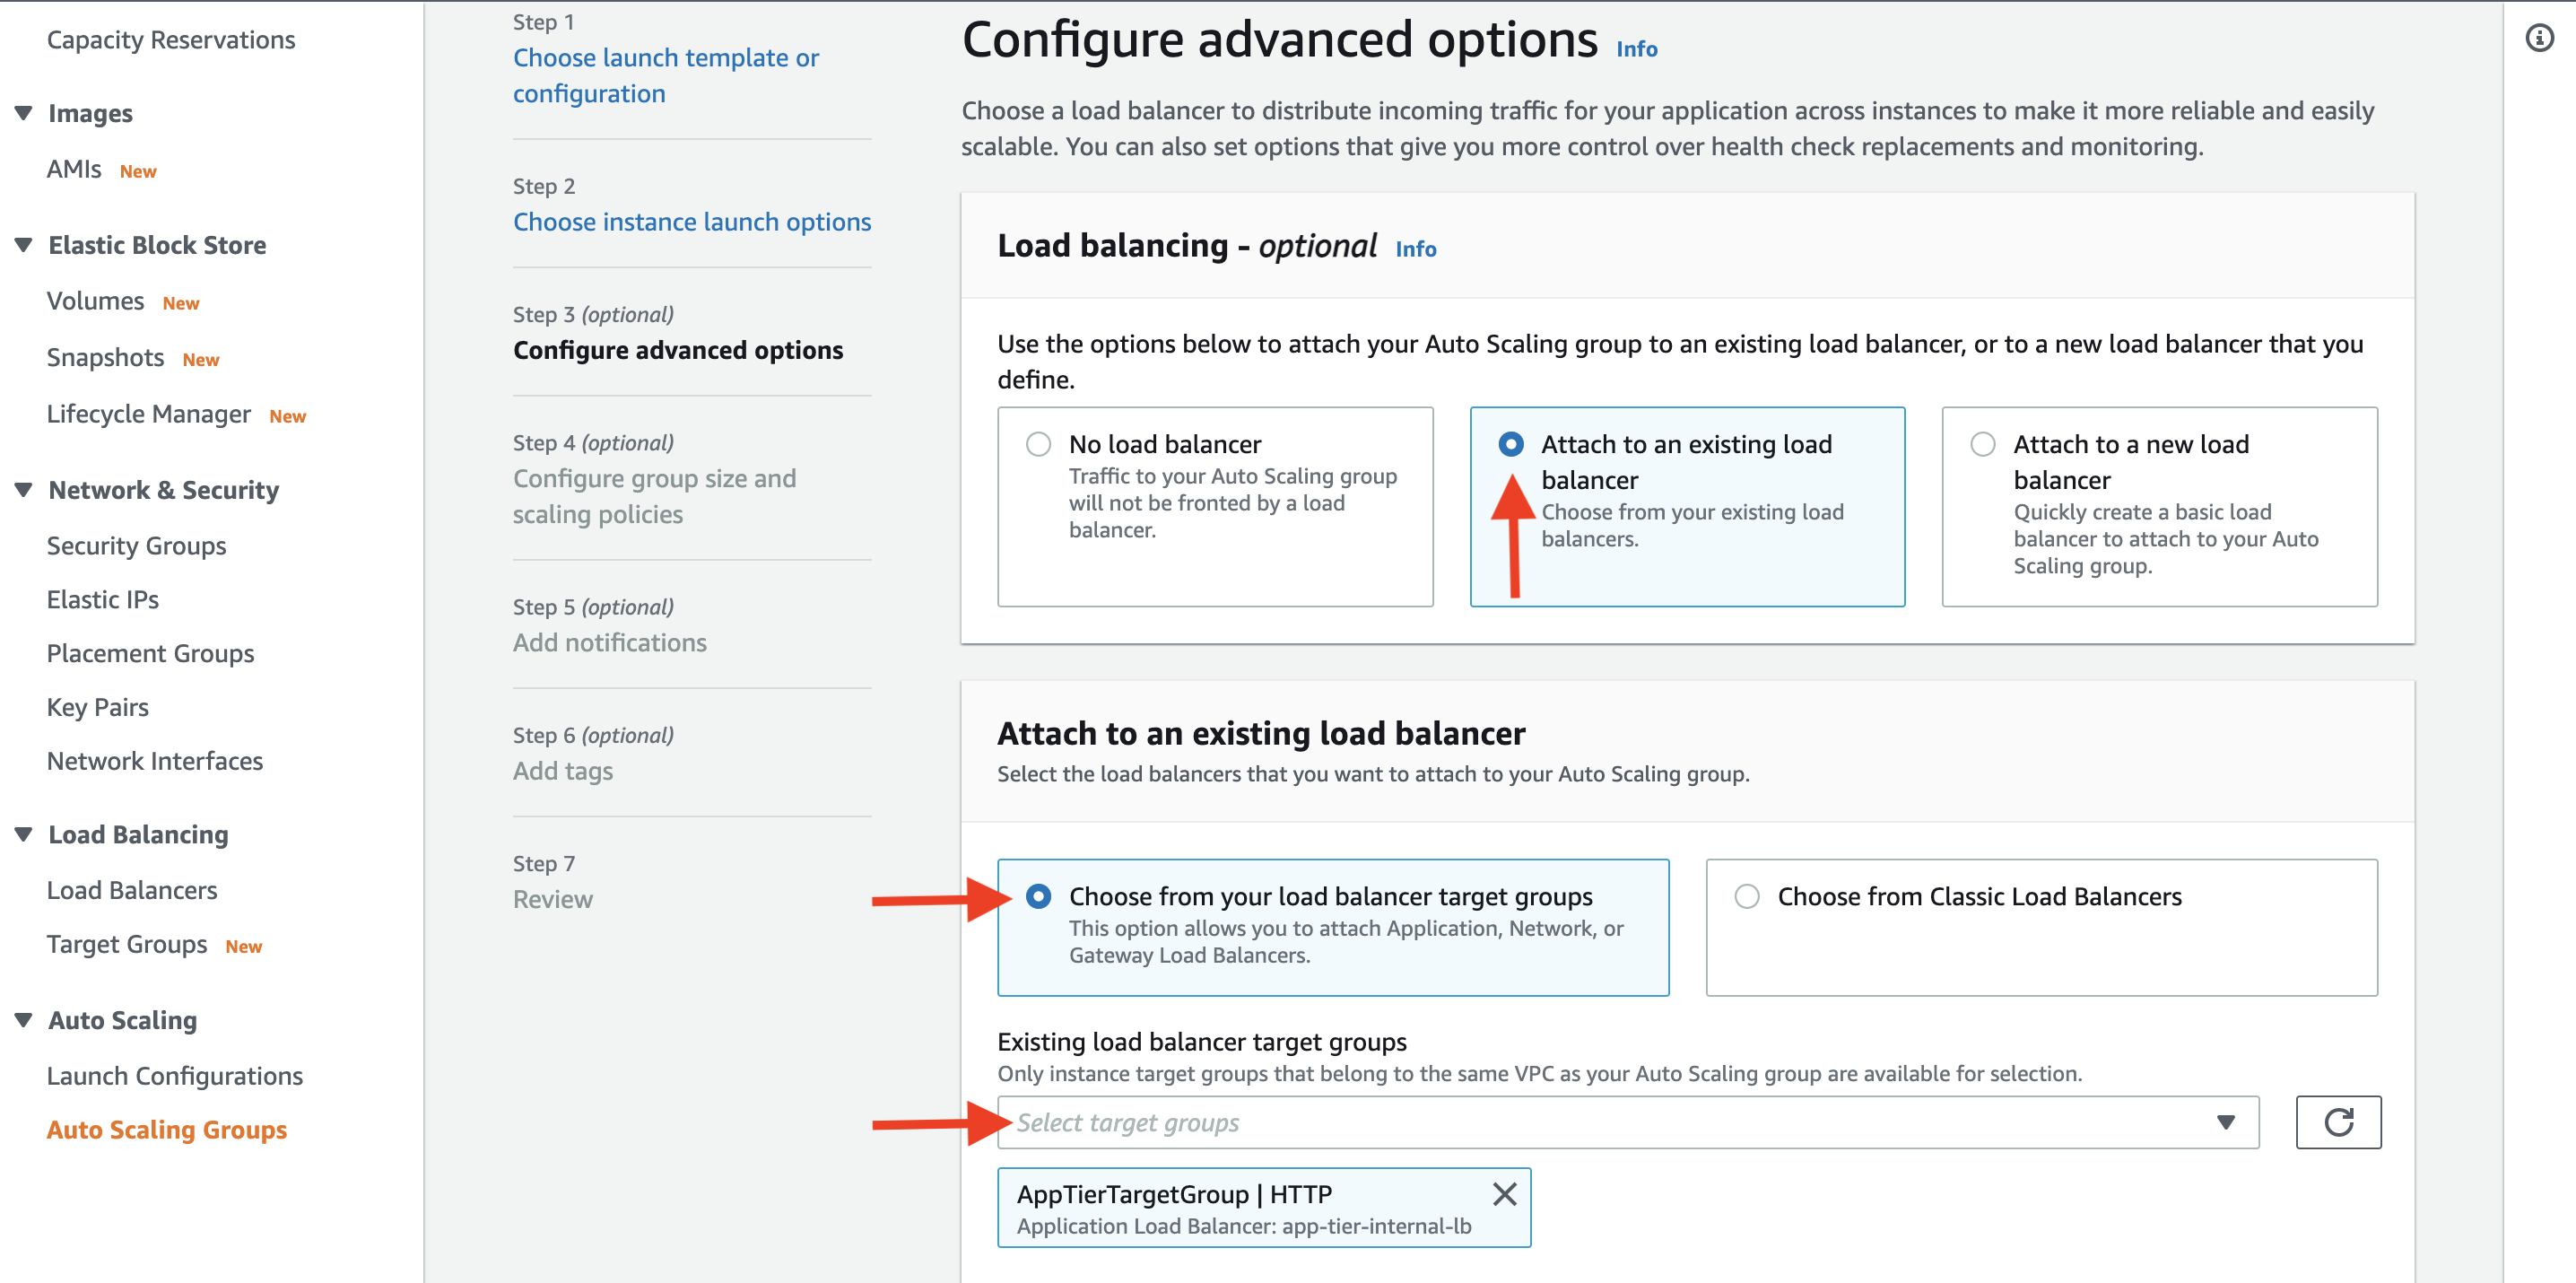 Capacity Reservations
Images
AMIs New
Elastic Block Store
Volumes New
Snapshots New
Lifecycle Manager New
Network & Security
Security Groups
Elastic IPs
Placement Groups
Key Pairs
Network Interfaces
Load Balancing
Load Balancers
Target Groups New
Auto Scaling
Launch Configurations
Auto Scaling Groups
Step 1
Choose launch template or
configuration
Step 2
Choose instance launch options
Step 3 (optional)
Configure advanced options
Step 4 (optional)
Configure group size and
scaling policies
Step 5 (optional)
Add notifications
Step 6 (optional)
Add tags
Step 7
Review
Configure advanced options Info
Choose a load balancer to distribute incoming traffic for your application across instances to make it more reliable and easily
scalable. You can also set options that give you more control over health check replacements and monitoring.
Load balancing - optional Info
Use the options below to attach your Auto Scaling group to an existing load balancer, or to a new load balancer that you
define.
No load balancer
Traffic to your Auto Scaling group
will not be fronted by a load
balancer.
Attach to an existing load
balancer
Choose from your existing load
balancers.
Attach to a new load
balancer
Quickly create a basic load
balancer to attach to your Auto
Scaling group.
Attach to an existing load balancer
Select the load balancers that you want to attach to your Auto Scaling group.
Choose from your load balancer target groups
This option allows you to attach Application, Network, or
Gateway Load Balancers.
Choose from Classic Load Balancers
Existing load balancer target groups
Only instance target groups that belong to the same VPC as your Auto Scaling group are available for selection.
Select target groups
AppTierTargetGroup | HTTP
Application Load Balancer: app-tier-internal-lb